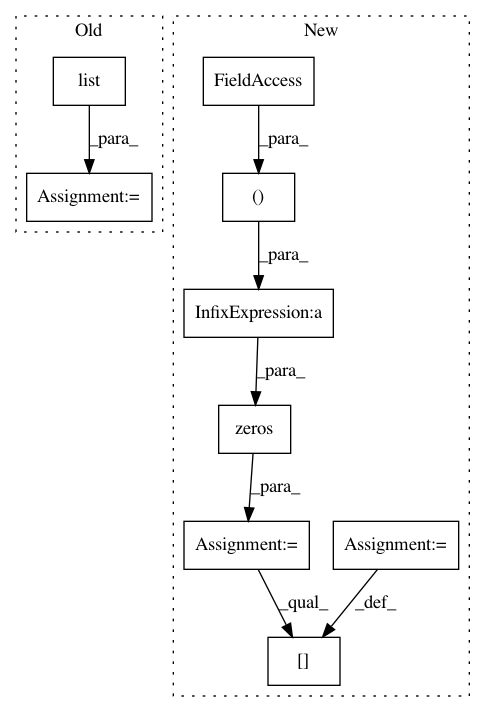 Old
New
list
FieldAccess
_para_
_para_
Assignment:=
()
_para_
InfixExpression:a
_para_
zeros
_para_
Assignment:=
Assignment:=
_qual_
_def_
[]